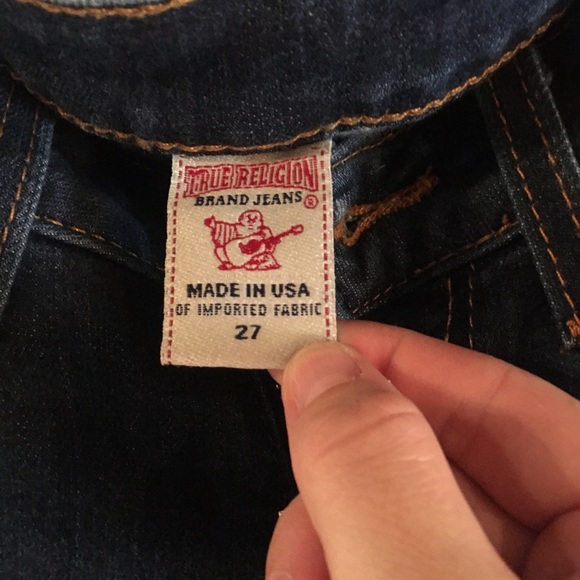 TRUE RELIGION
BRAND JEANS®
MADE IN USA
OF IMPORTED FABRIC
27